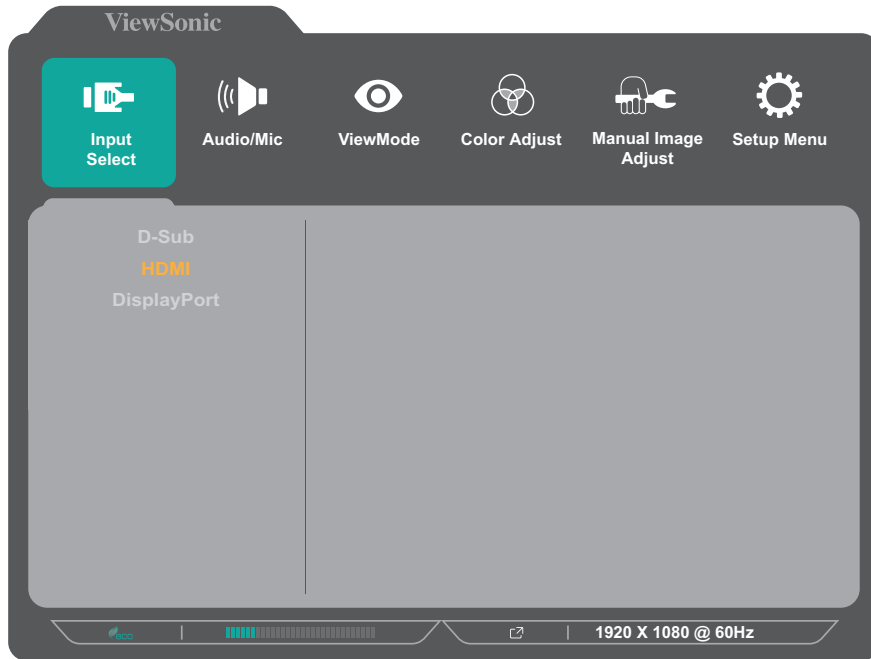 ViewSonic
Input
Select
Audio/Mic
ViewMode
Color Adjust
Manual Image
Adjust
Setup Menu
D-Sub
HDMI
DisplayPort
eco
1920 X 1080 @ 60Hz